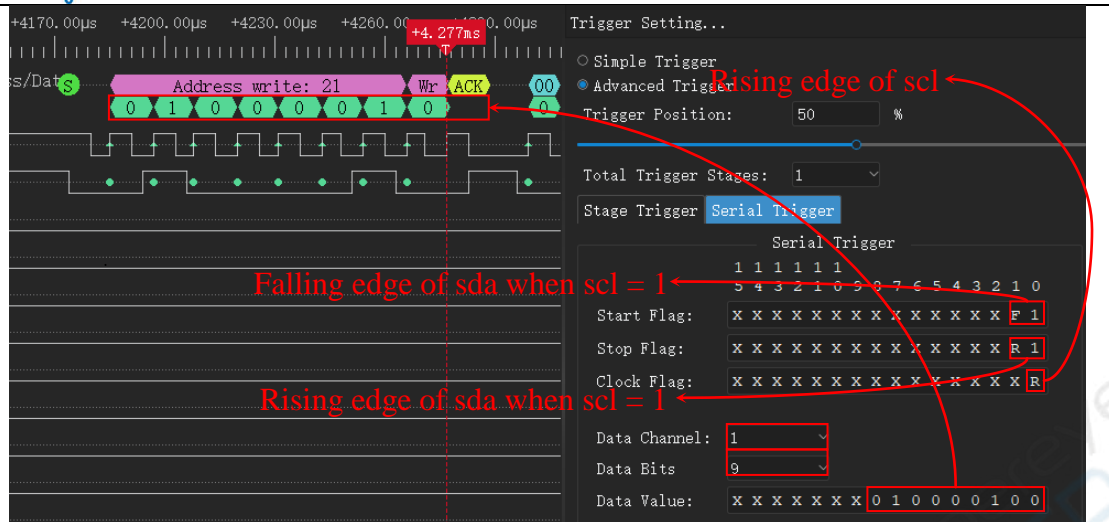 +4170.00μs +4200.00μs +4230.00μs +4260.00 0.00μs
+4.277ms
T
Trigger Setting...
Simple Trigger
Advanced Trigger
Rising edge of scl
Trigger Position: 50 %
Total Trigger Stages: 1
Stage Trigger Serial Trigger
ss/Dat S Address write: 21 Wr ACK 00
0 1 0 0 0 0 1 0 0
Serial Trigger
1 1 1 1 1 1
5 4 3 2 1 0 9 8 7 6 5 4 3 2 1 0
Falling edge of sda when scl = 1
Start Flag: X X X X X X X X X X X X X X F 1
Stop Flag: X X X X X X X X X X X X X X R 1
Clock Flag: X X X X X X X X X X X X X X X R
Rising edge of sda when scl = 1
Data Channel: 1
Data Bits 9
Data Value: X X X X X X X 0 1 0 0 0 0 1 0 0